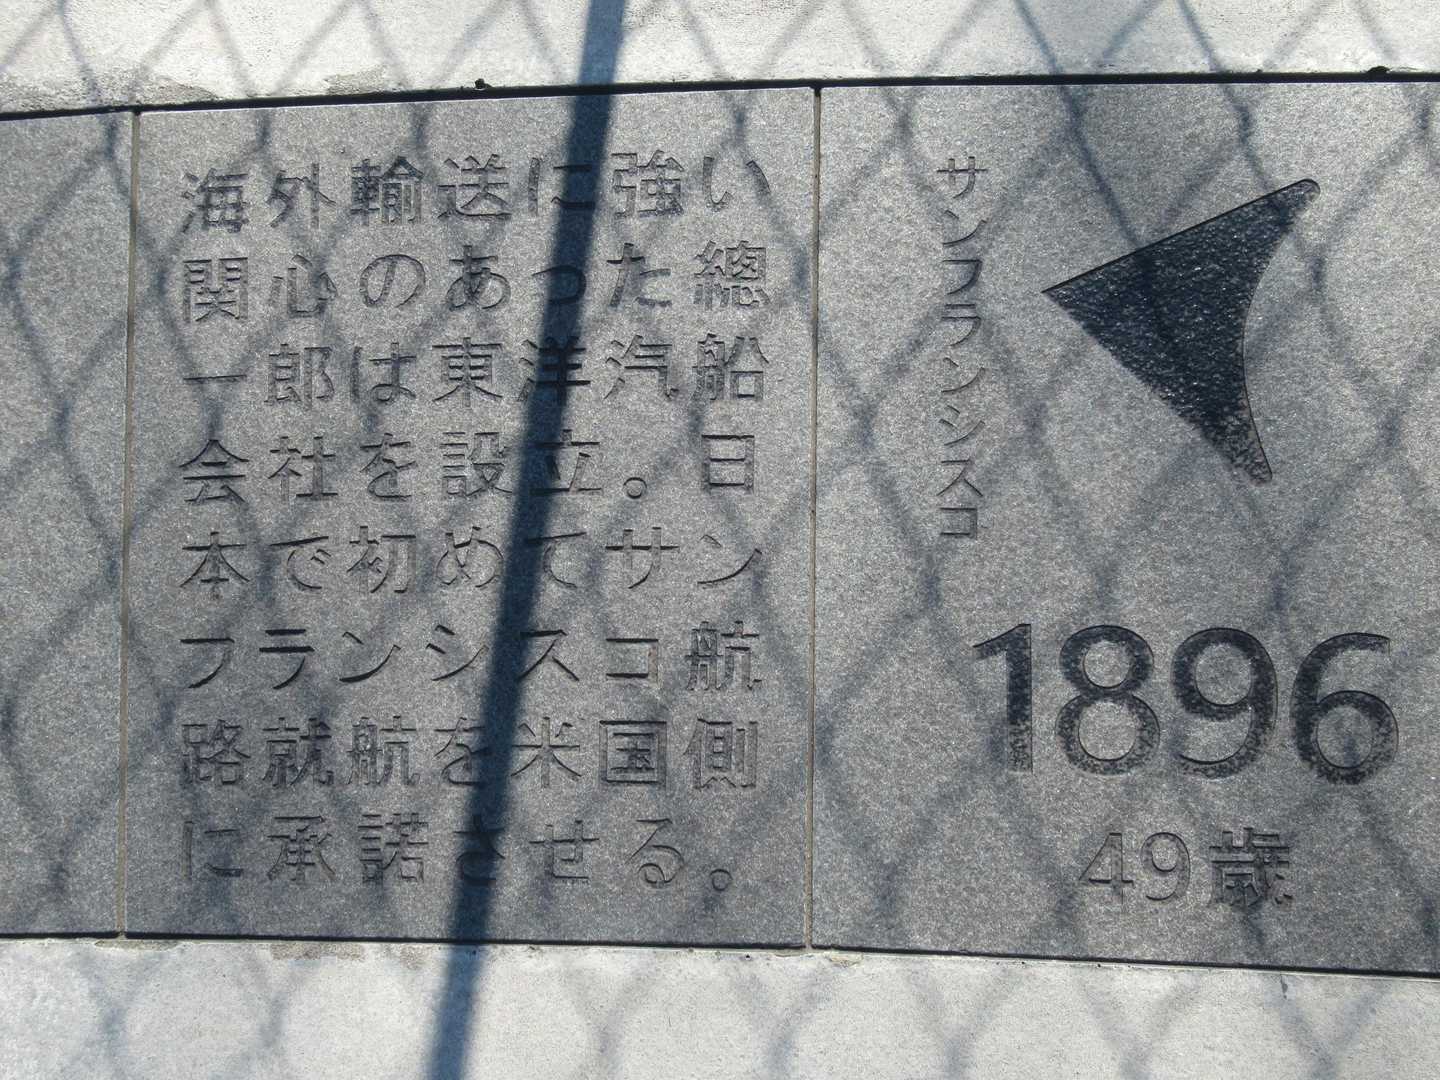 海外輸送に強い
関心のあった總
一郎は東洋汽船
会社を設立。日
本で初めてサン
フランシスコ航
路就航を米国側
に承諾させる。
サンフランシスコ
1896
49歳